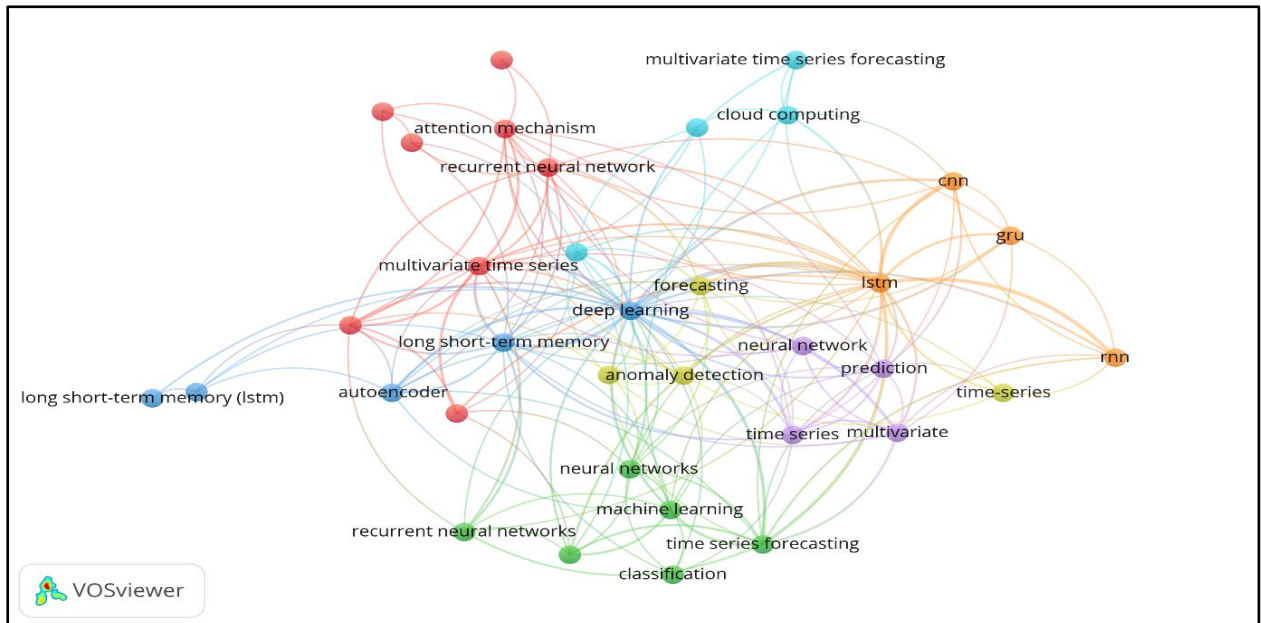 multivariate time series forecasting
cloud computing
attention mechanism
recurrent neural network
cnn
gru
multivariate time series
lstm
forecasting
deep learning
long short-term memory
neural network
rnn
prediction
anomaly detection
autoencoder
time-series
long short-term memory (lstm)
time series
multivariate
neural networks
machine learning
recurrent neural networks
time series forecasting
classification
VOSviewer